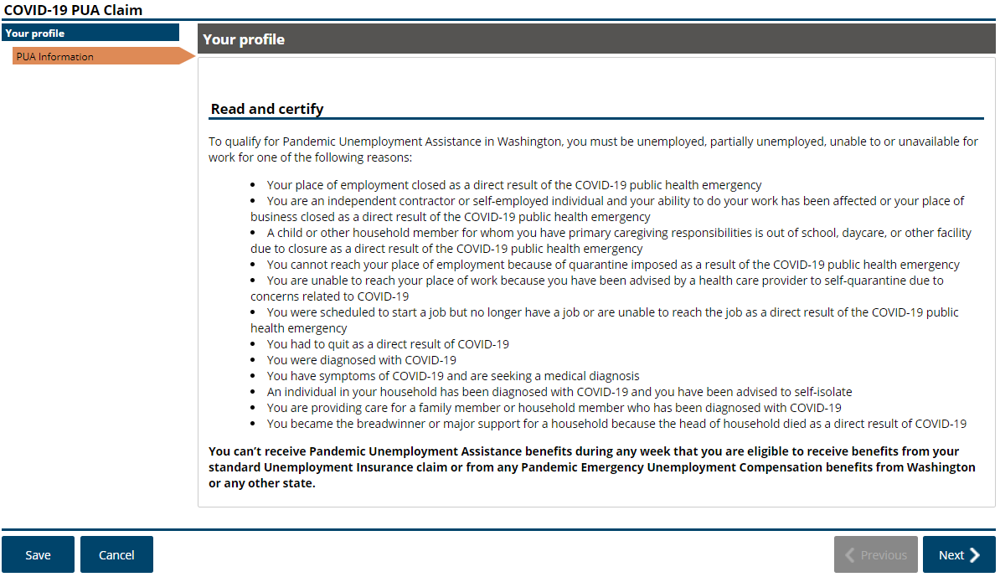 COVID-19 PUA Claim
Your profile
PUA Information
Your profile
Read and certify
To qualify for Pandemic Unemployment Assistance in Washington, you must be unemployed, partially unemployed, unable to or unavailable for
work for one of the following reasons:
• Your place of employment closed as a direct result of the COVID-19 public health emergency
• You are an independent contractor or self-employed individual and your ability to do your work has been affected or your place of
business closed as a direct result of the COVID-19 public health emergency
• A child or other household member for whom you have primary caregiving responsibilities is out of school, daycare, or other facility
due to closure as a direct result of the COVID-19 public health emergency
• You cannot reach your place of employment because of quarantine imposed as a result of the COVID-19 public health emergency
• You are unable to reach your place of work because you have been advised by a health care provider to self-quarantine due to
concerns related to COVID-19
• You were scheduled to start a job but no longer have a job or are unable to reach the job as a direct result of the COVID-19 public
health emergency
• You had to quit as a direct result of COVID-19
• You were diagnosed with COVID-19
• You have symptoms of COVID-19 and are seeking a medical diagnosis
• An individual in your household has been diagnosed with COVID-19 and you have been advised to self-isolate
• You are providing care for a family member or household member who has been diagnosed with COVID-19
• You became the breadwinner or major support for a household because the head of household died as a direct result of COVID-19
You can’t receive Pandemic Unemployment Assistance benefits during any week that you are eligible to receive benefits from your
standard Unemployment Insurance claim or from any Pandemic Emergency Unemployment Compensation benefits from Washington
or any other state.
Save
Cancel
Previous
Next